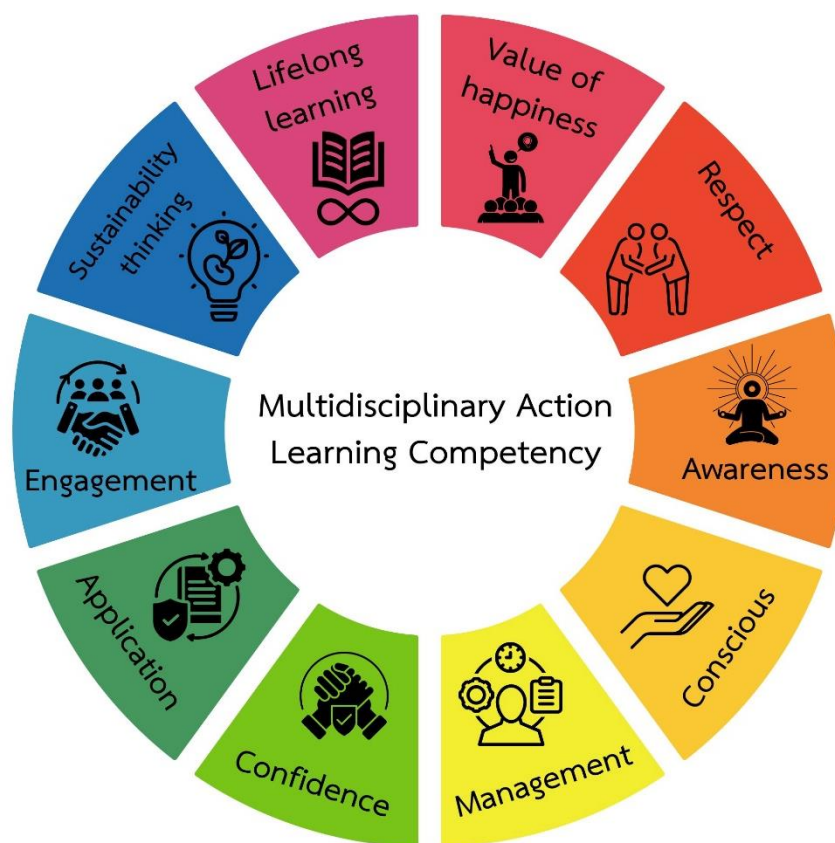 Multidisciplinary Action
Learning Competency
Value of
happiness
Respect
Awareness
Conscious
Management
Confidence
Application
Engagement
Sustainability
thinking
Lifelong
learning